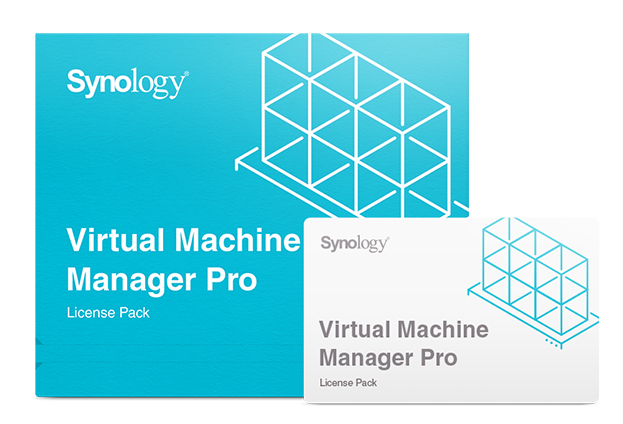 Synology®
Virtual Machine
Manager Pro
License Pack
Synology®
Virtual Machine
Manager Pro
License Pack